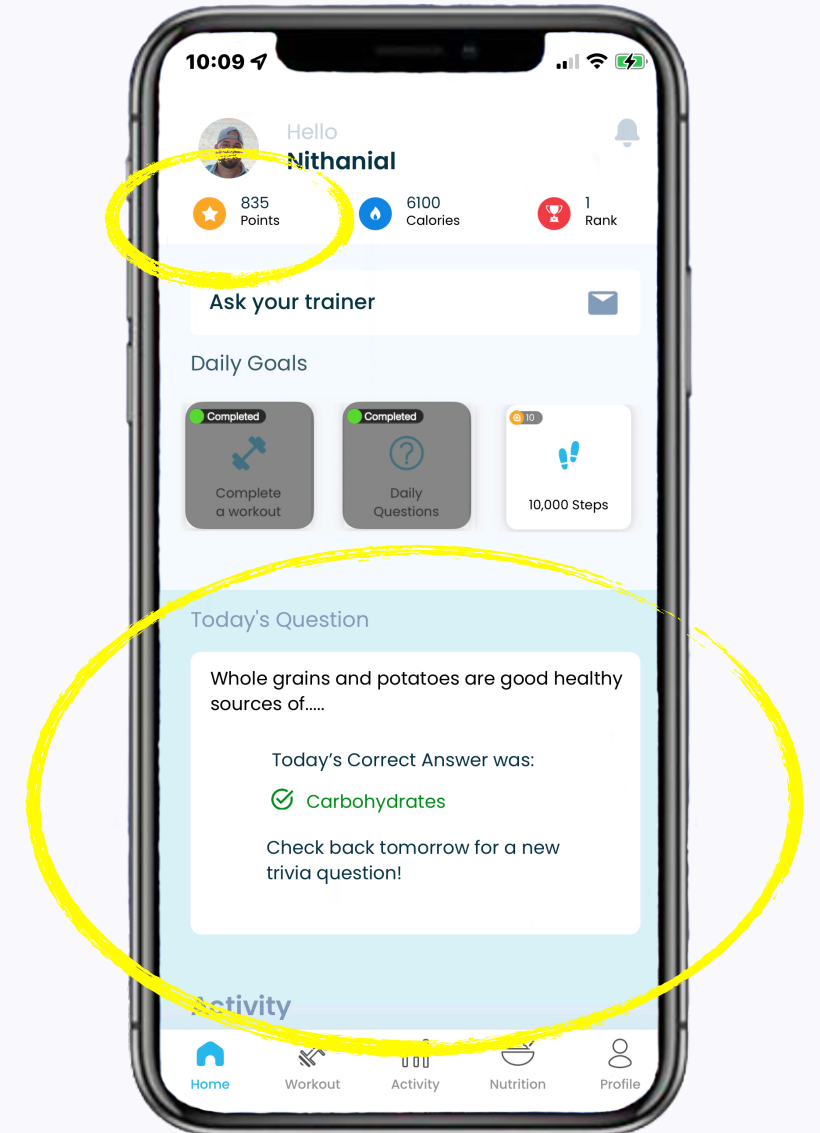 10:09
Hello
Nithanial
835
Points
6100
Calories
1
Rank
Ask your trainer
Daily Goals
Completed
Complete
a workout
Completed
Daily
Questions
10
10,000 Steps
Today's Question
Whole grains and potatoes are good healthy
sources of.....
Today’s Correct Answer was:
Carbohydrates
Check back tomorrow for a new
trivia question!
Activity
Home
Workout
Activity
Nutrition
Profile